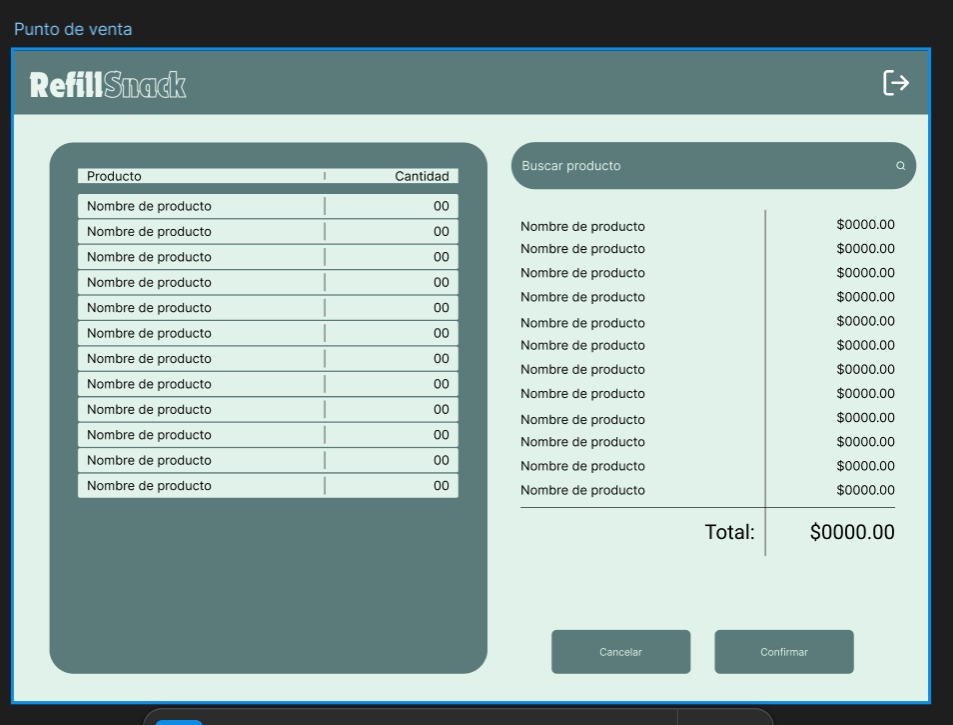 Punto de venta
RefillSnack
Producto Cantidad
Nombre de producto 00
Nombre de producto 00
Nombre de producto 00
Nombre de producto 00
Nombre de producto 00
Nombre de producto 00
Nombre de producto 00
Nombre de producto 00
Nombre de producto 00
Nombre de producto 00
Nombre de producto 00
Nombre de producto 00
Buscar producto
Nombre de producto $0000.00
Nombre de producto $0000.00
Nombre de producto $0000.00
Nombre de producto $0000.00
Nombre de producto $0000.00
Nombre de producto $0000.00
Nombre de producto $0000.00
Nombre de producto $0000.00
Nombre de producto $0000.00
Nombre de producto $0000.00
Nombre de producto $0000.00
Nombre de producto $0000.00
Total: $0000.00
Cancelar
Confirmar